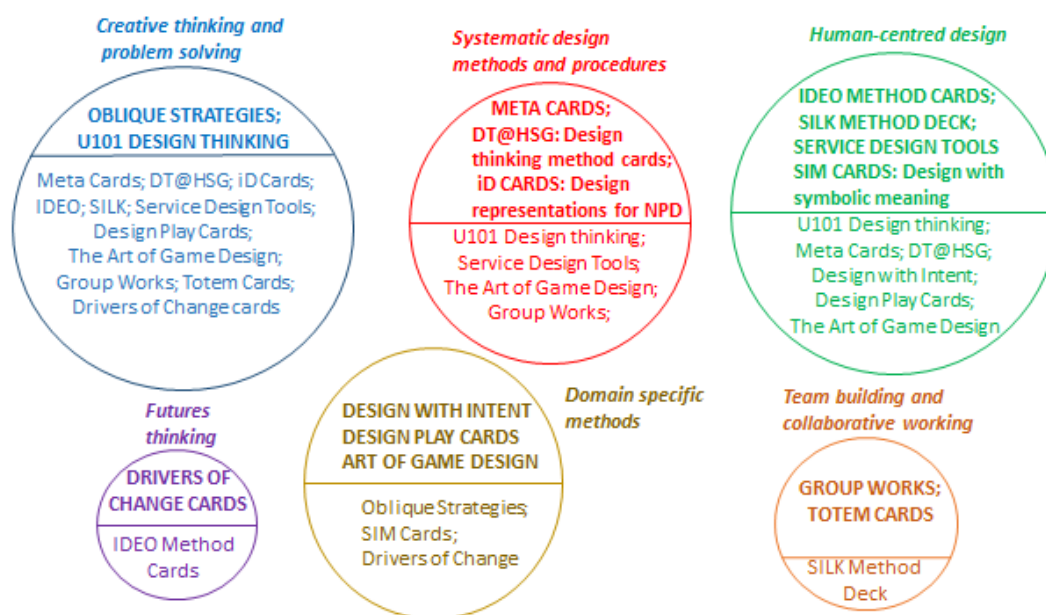 Creative thinking and
problem solving
OBLIQUE STRATEGIES;
U101 DESIGN THINKING
Meta Cards; DT@HSG; iD Cards;
IDEO; SILK; Service Design Tools;
Design Play Cards;
The Art of Game Design;
Group Works; Totem Cards;
Drivers of Change cards
Systematic design
methods and procedures
META CARDS;
DT@HSG: Design
thinking method cards;
iD CARDS: Design
representations for NPD
U101 Design thinking;
Service Design Tools;
The Art of Game Design;
Group Works;
Human-centred design
IDEO METHOD CARDS;
SILK METHOD DECK;
SERVICE DESIGN TOOLS
SIM CARDS: Design with
symbolic meaning
U101 Design thinking;
Meta Cards; DT@HSG;
Design with Intent;
Design Play Cards;
The Art of Game Design
Futures
thinking
DRIVERS OF
CHANGE CARDS
IDEO Method
Cards
Domain specific
methods
DESIGN WITH INTENT
DESIGN PLAY CARDS
ART OF GAME DESIGN
Oblique Strategies;
SIM Cards;
Drivers of Change
Team building and
collaborative working
GROUP WORKS;
TOTEM CARDS
SILK Method
Deck